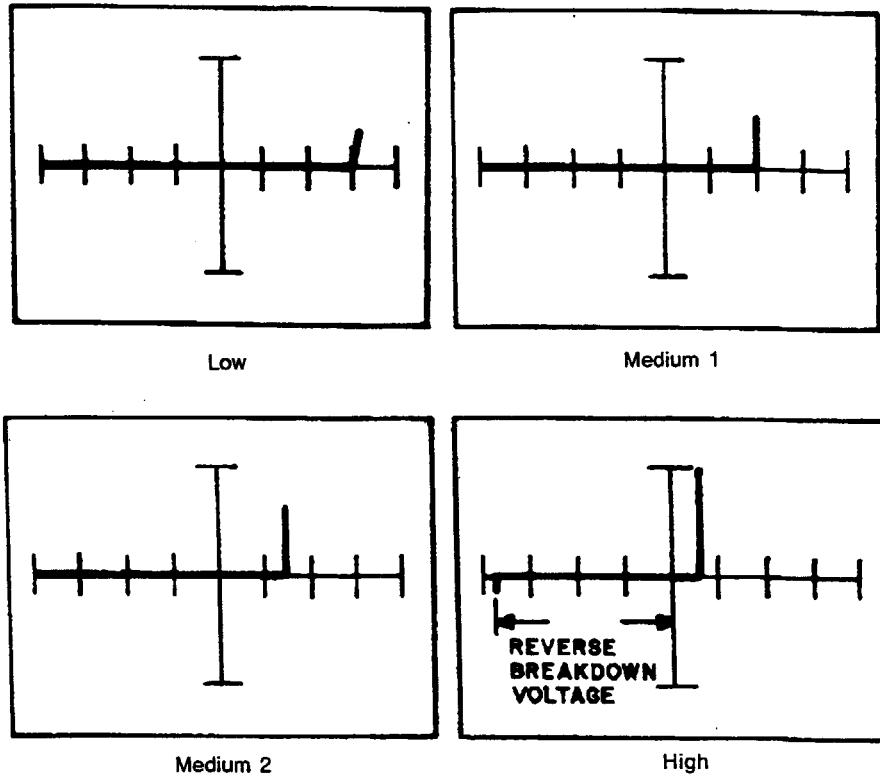 Low
Medium 1
REVERSE
BREAKDOWN
VOLTAGE
Medium 2
High